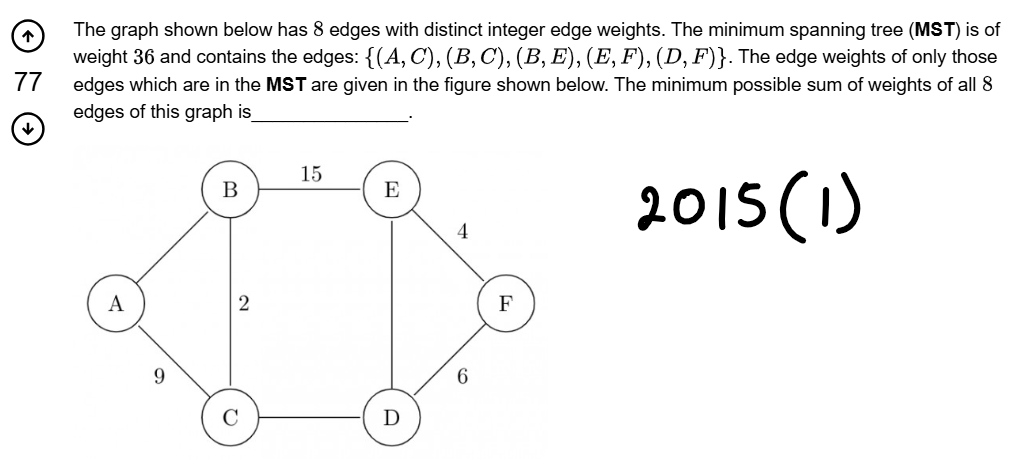 The graph shown below has 8 edges with distinct integer edge weights. The minimum spanning tree (MST) is of
77 weight 36 and contains the edges: {(A, C), (B, C), (B, E), (E, F), (D, F)}. The edge weights of only those
edges which are in the MST are given in the figure shown below. The minimum possible sum of weights of all 8
edges of this graph is________________.
15
B
E
4
2015(1)
A
2
F
9
6
C
D